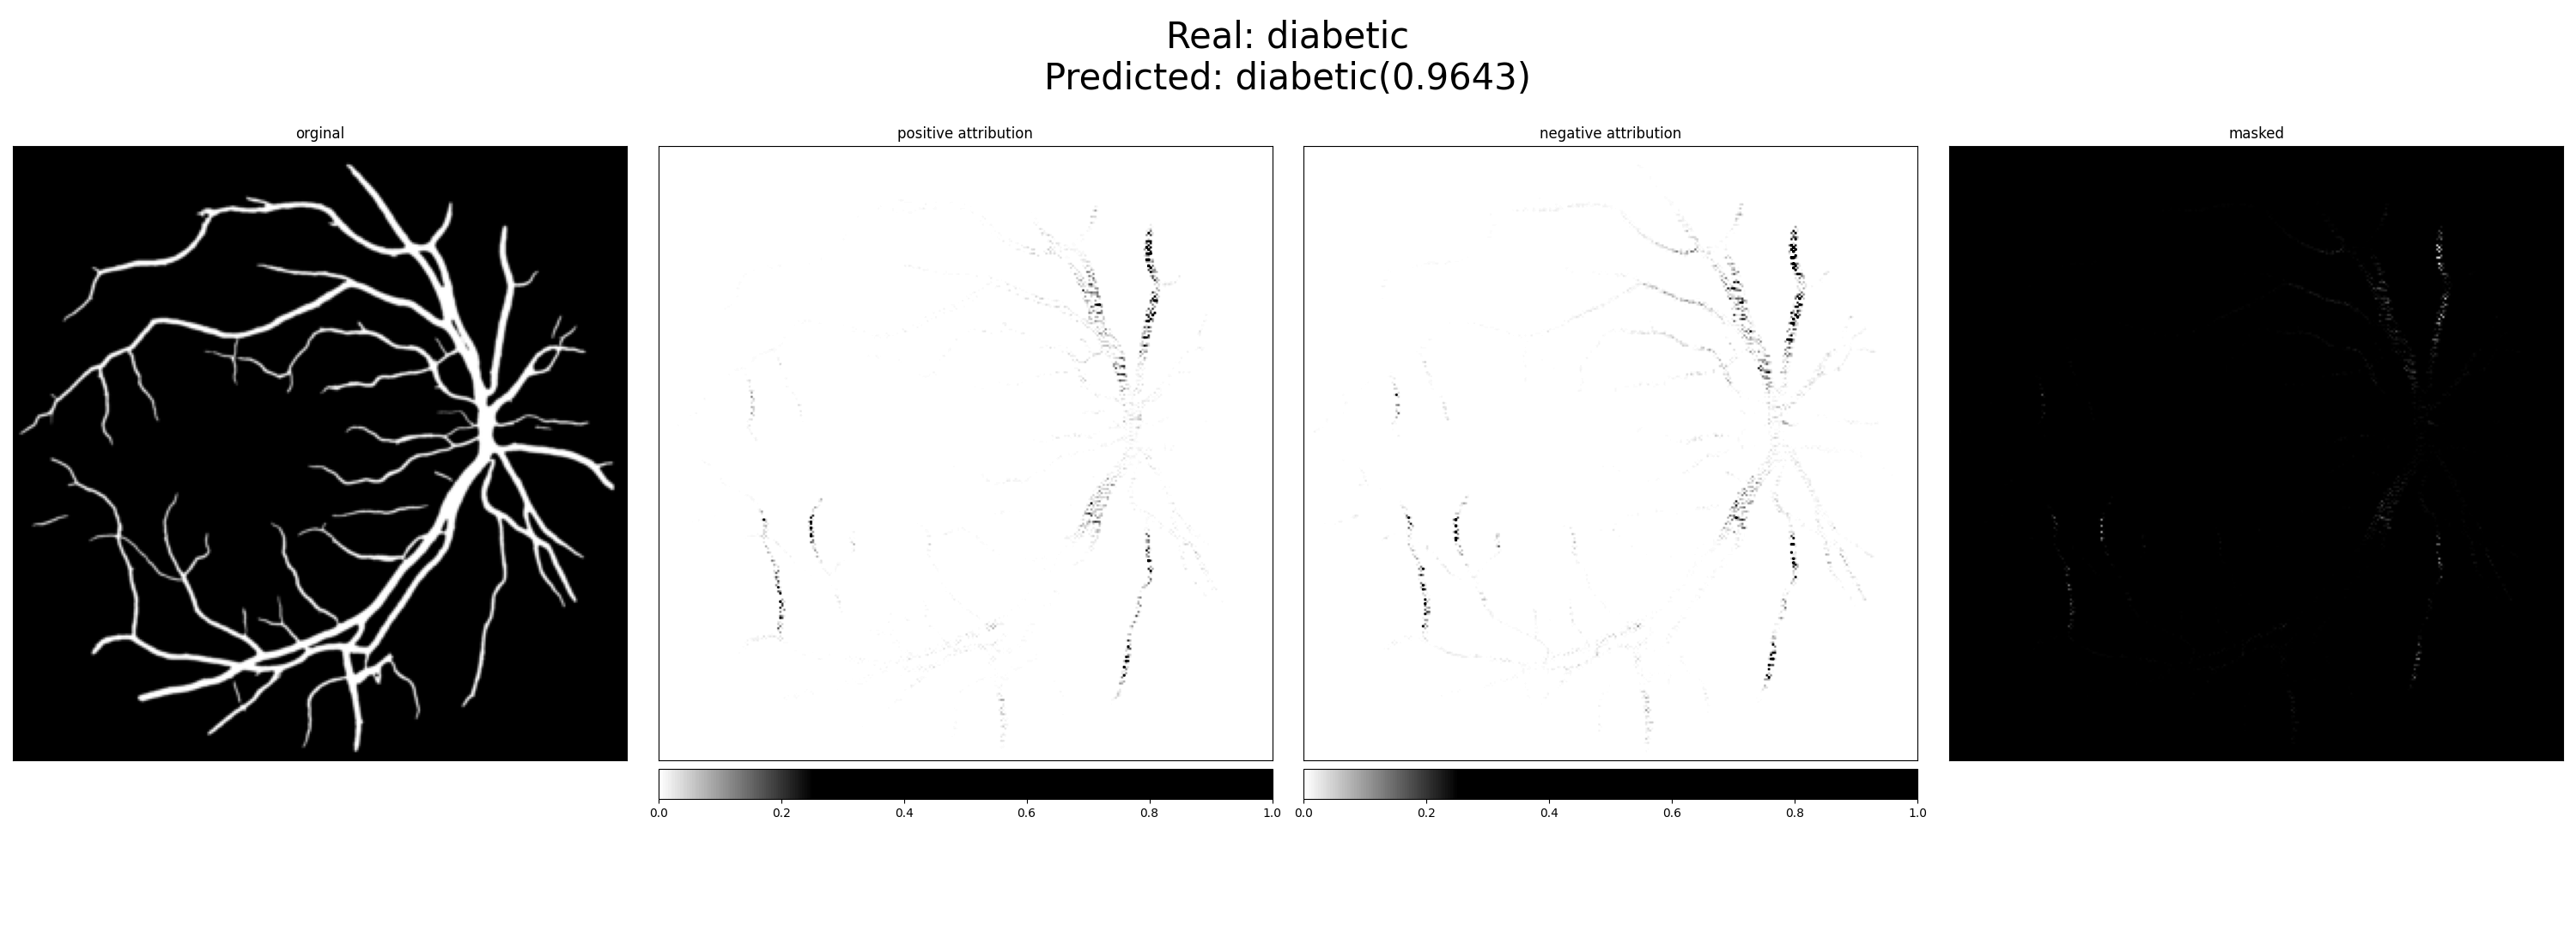 Real: diabetic
Predicted: diabetic(0.9643)
orginal
positive attribution
negative attribution
masked
0.0 0.2 0.4 0.6 0.8 1.0
0.0 0.2 0.4 0.6 0.8 1.0